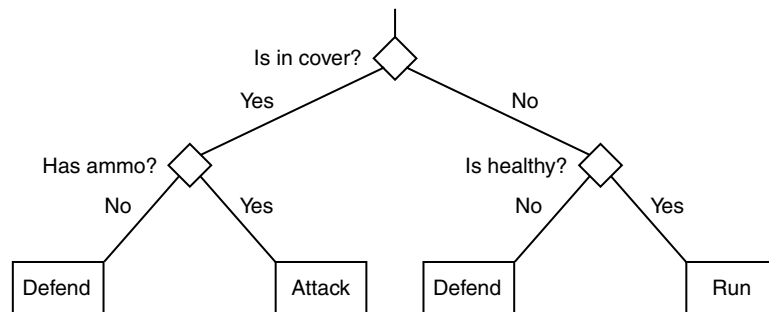 Is in cover?
Yes
No
Has ammo?
Is healthy?
No
Yes
No
Yes
Defend
Attack
Defend
Run